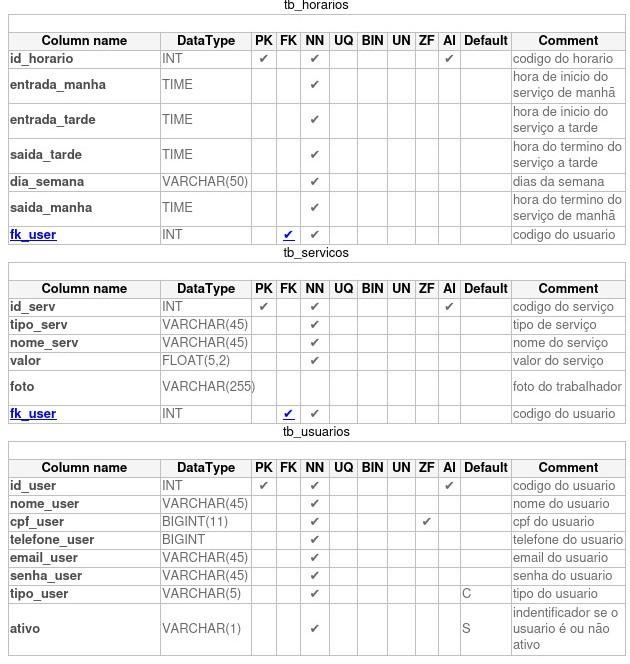 tb_horarios
Column name DataType PK FK NN UQ BIN UN ZF AI Default Comment
id_horario INT ✔ ✔ ✔ codigo do horario
entrada_manha TIME ✔ hora de inicio do
serviço de manhã
entrada_tarde TIME ✔ hora de inicio do
serviço a tarde
saida_tarde TIME ✔ hora do termino do
serviço a tarde
dia_semana VARCHAR(50) ✔ dias da semana
saida_manha TIME ✔ hora do termino do
serviço de manhã
fk_user INT ✔ ✔ codigo do usuario
tb_servicos
Column name DataType PK FK NN UQ BIN UN ZF AI Default Comment
id_serv INT ✔ ✔ ✔ codigo do serviço
tipo_serv VARCHAR(45) ✔ tipo de serviço
nome_serv VARCHAR(45) ✔ nome do serviço
valor FLOAT(5,2) ✔ valor do serviço
foto VARCHAR(255) foto do trabalhador
fk_user INT ✔ ✔ codigo do usuario
tb_usuarios
Column name DataType PK FK NN UQ BIN UN ZF AI Default Comment
id_user INT ✔ ✔ ✔ codigo do usuario
nome_user VARCHAR(45) ✔ nome do usuario
cpf_user BIGINT(11) ✔ ✔ cpf do usuario
telefone_user BIGINT ✔ telefone do usuario
email_user VARCHAR(45) ✔ email do usuario
senha_user VARCHAR(45) ✔ senha do usuario
tipo_user VARCHAR(5) ✔ C tipo do usuario
ativo VARCHAR(1) ✔ S indentificador se o
usuario é ou não
ativo